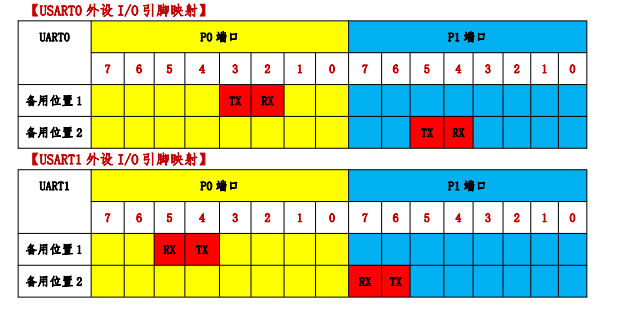 【USART0 外设 I/O 引脚映射】
UART0 P0 端口 P1 端口
7 6 5 4 3 2 1 0 7 6 5 4 3 2 1 0
备用位置 1 TX RX
备用位置 2 TX RX
【USART1 外设 I/O 引脚映射】
UART1 P0 端口 P1 端口
7 6 5 4 3 2 1 0 7 6 5 4 3 2 1 0
备用位置 1 RX TX
备用位置 2 RX TX